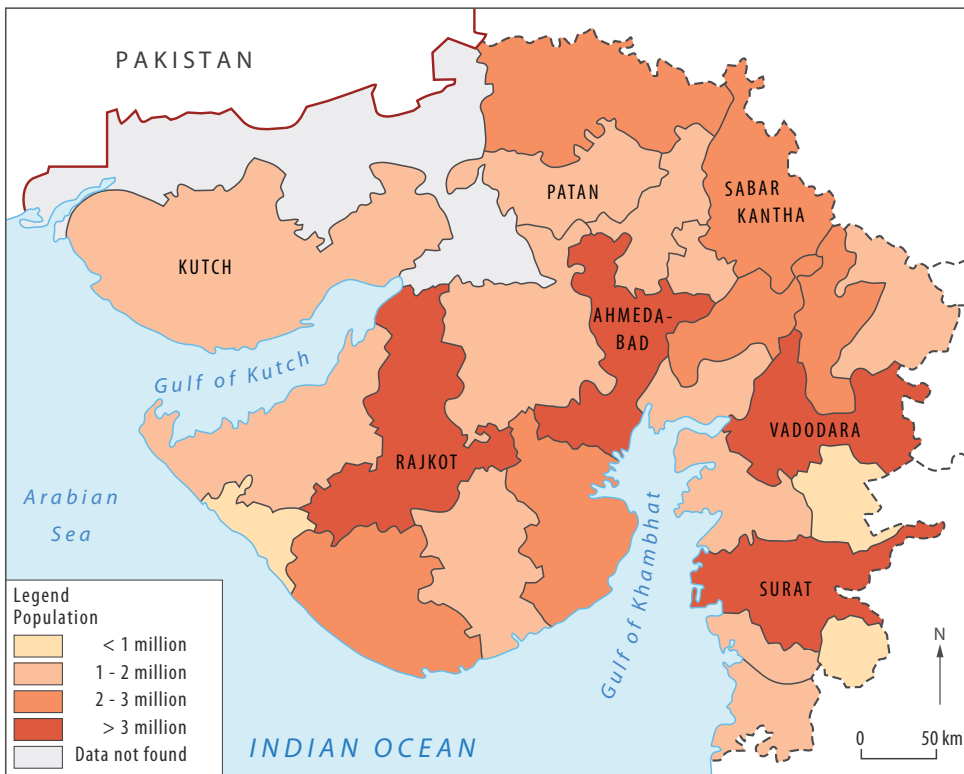 PAKISTAN
PATAN
SABAR
KANTHA
KUTCH
AHMEDA-
BAD
Gulf of Kutch
VADODARA
RAJKOT
Arabian
Sea
Gulf of Khambhat
SURAT
Legend
Population
< 1 million
1 - 2 million
2 - 3 million
> 3 million
Data not found
INDIAN OCEAN
N
0 50 km